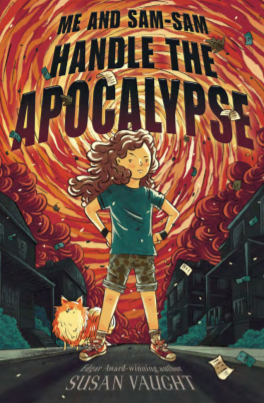 ME AND SAM-SAM
HANDLE THE
APOCALYPSE
Edgar Award-winning author
SUSAN VAUGHT